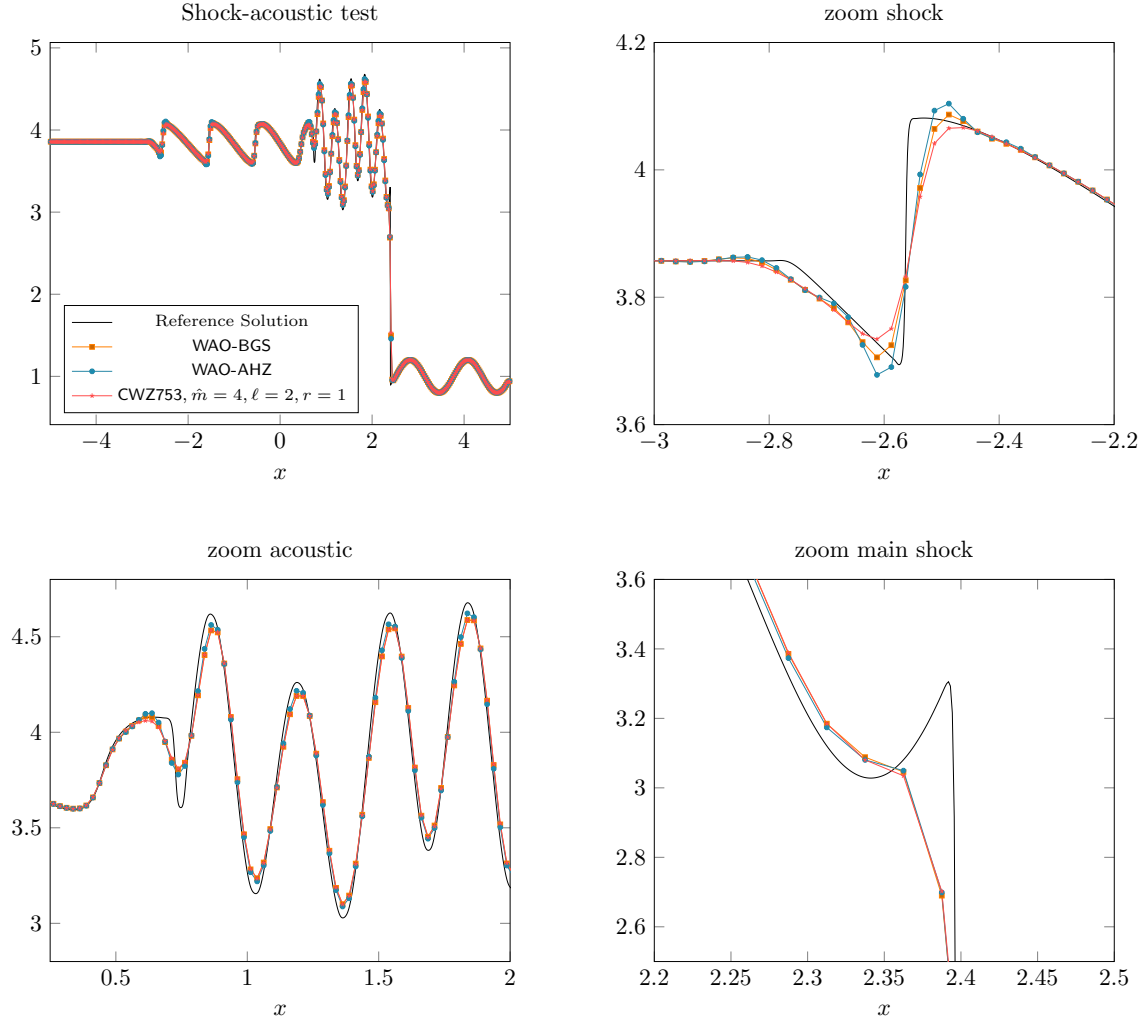 Shock-acoustic test
5
4
3
2
1
−4 −2 0 2 4
x
Reference Solution
WAO-BGS
WAO-AHZ
CWZ753, m̂ = 4, ℓ = 2, r = 1
zoom shock
4.2
4
3.8
3.6
−3 −2.8 −2.6 −2.4 −2.2
x
zoom acoustic
4.5
4
3.5
3
0.5 1 1.5 2
x
zoom main shock
3.6
3.4
3.2
3
2.8
2.6
2.2 2.25 2.3 2.35 2.4 2.45 2.5
x